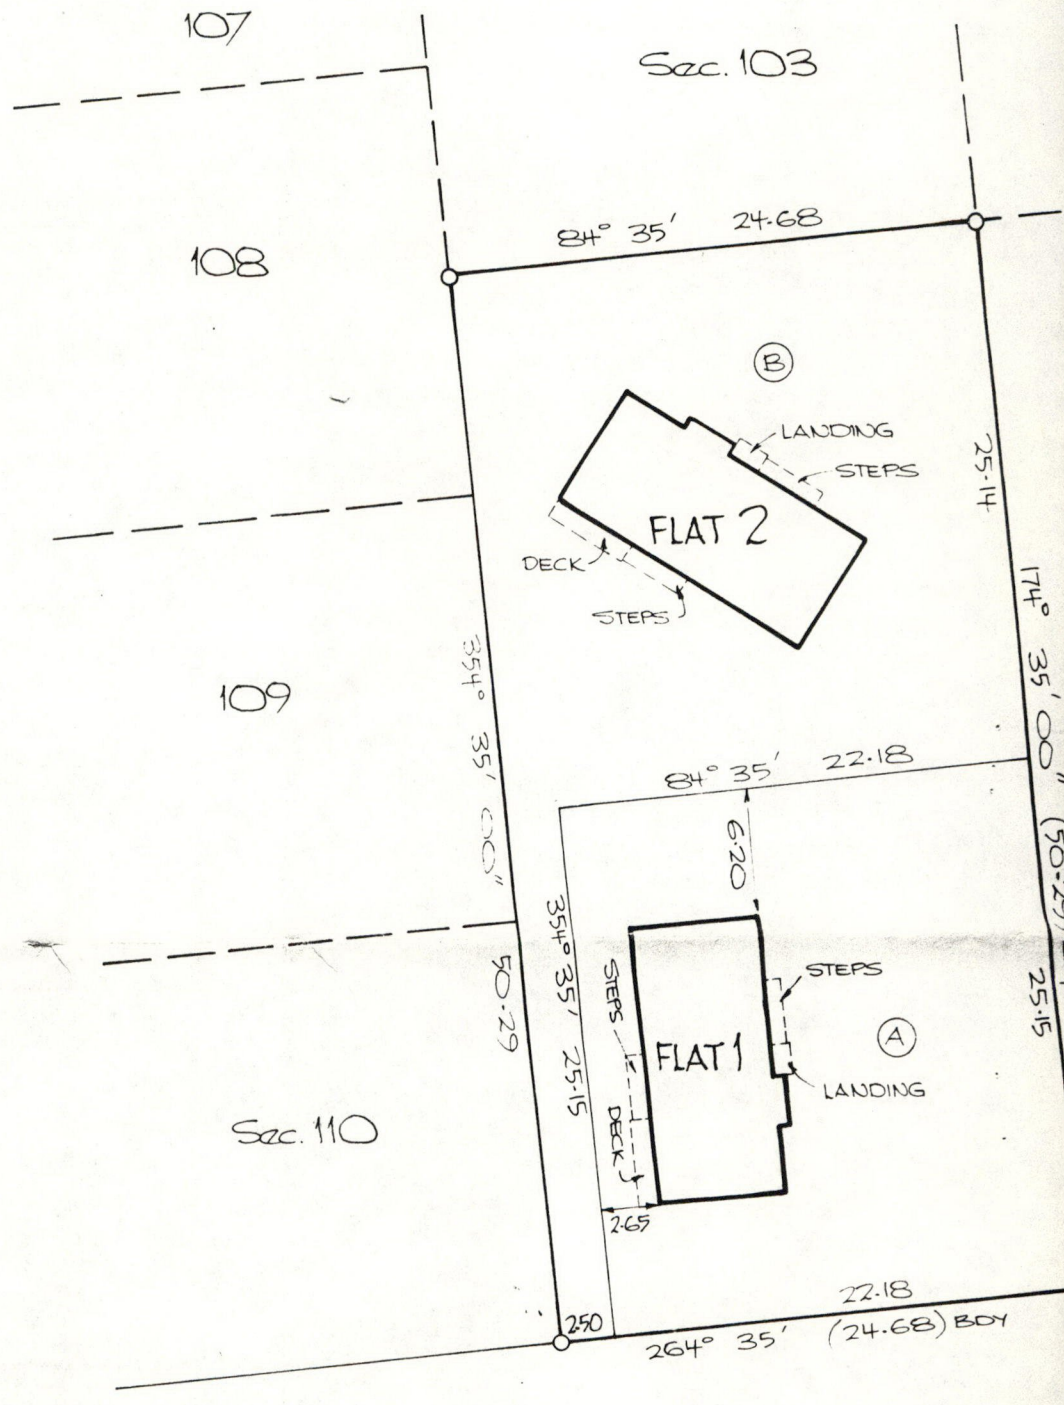 107
Sec. 103
108
84° 35' 24.68
B
LANDING
STEPS
25.14
FLAT 2
DECK
STEPS
174° 35' 00"
109
354° 35' 00"
84° 35' 22.18
6.20
50.29
354° 35' 25.15
STEPS
STEPS
25.15
FLAT 1
A
LANDING
DECK
Sec. 110
2.65
22.18
2.50
264° 35' (24.68) BDY